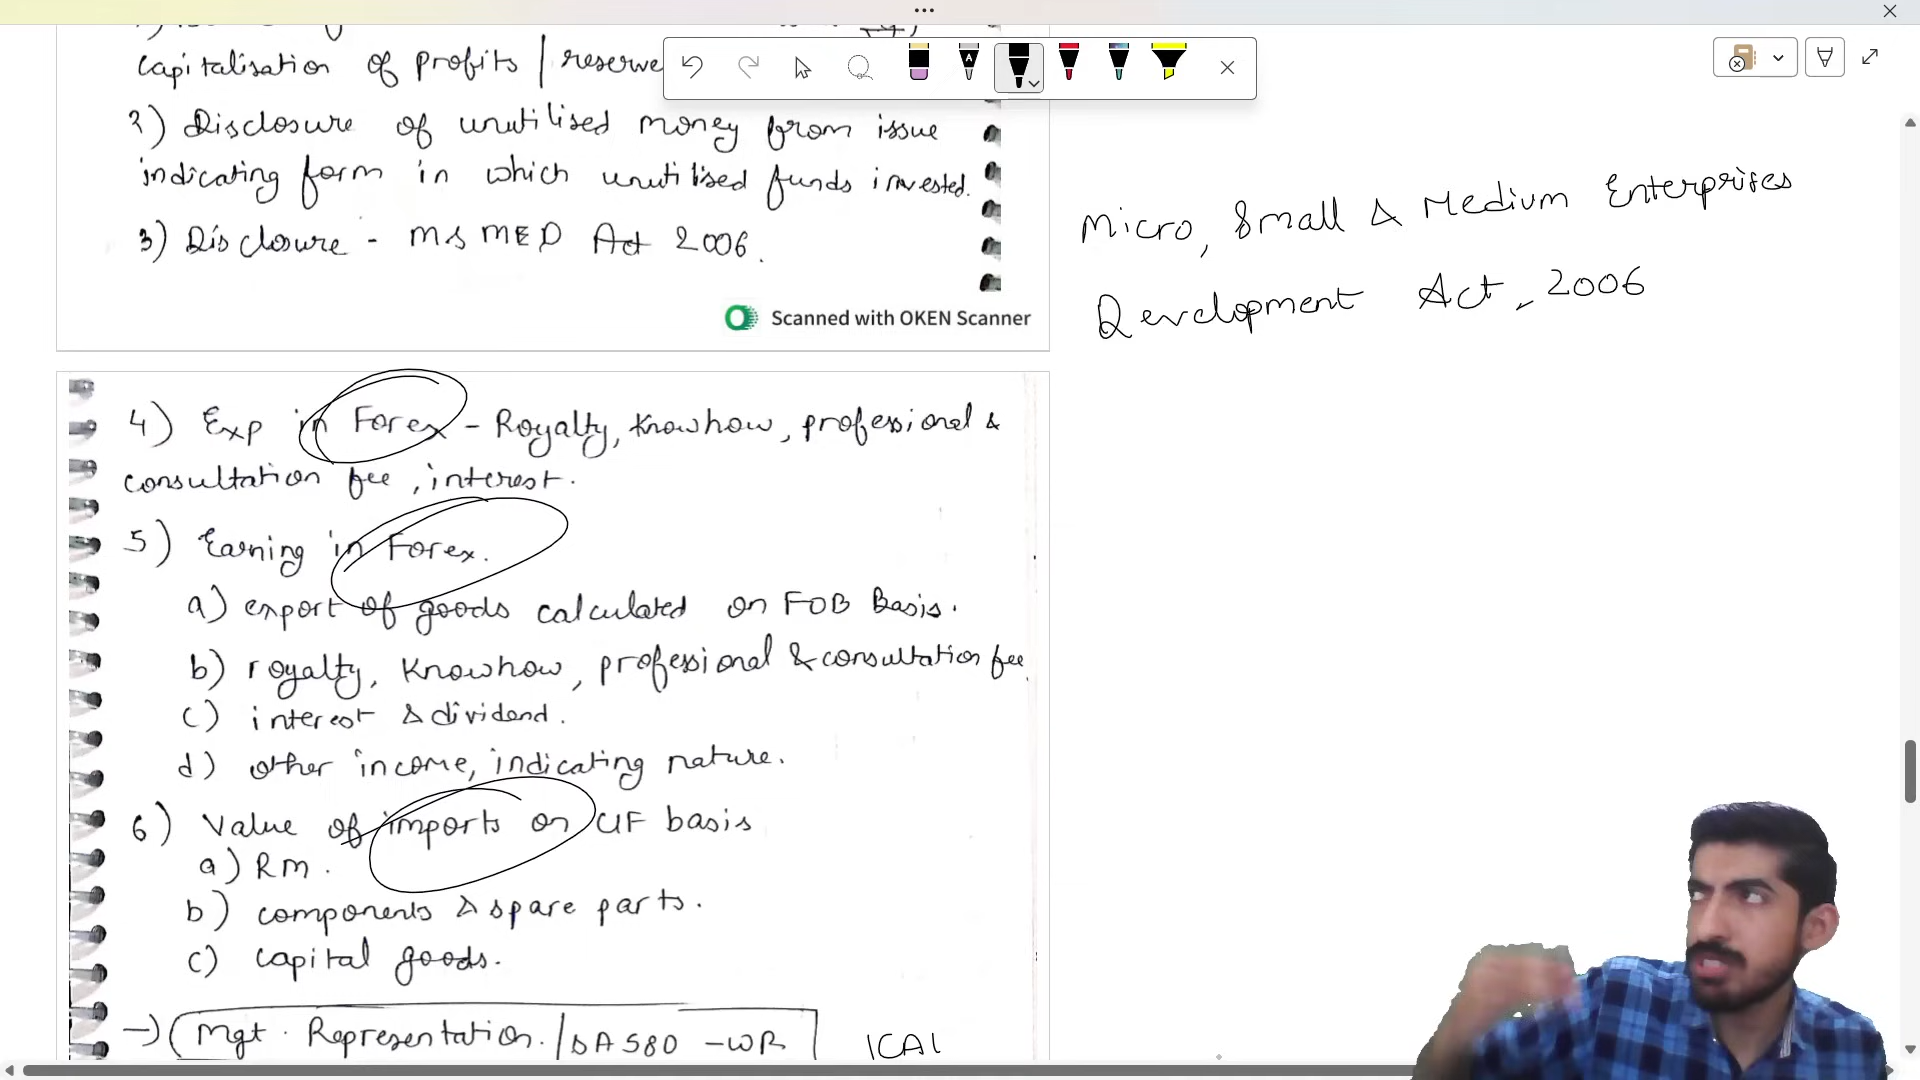 capitalisation of profits / reserve
2) Disclosure of unutilised money from issue
indicating form in which unutilised funds invested.
3) Disclosure - MSMED Act 2006.
Scanned with OKEN Scanner
Micro, Small & Medium Enterprises
Development Act, 2006
4) Exp in Forex - Royalty, Knowhow, professional &
consultation fee, interest.
5) Earning in Forex.
a) export of goods calculated on FOB Basis.
b) royalty, Knowhow, professional & consultation fee,
c) interest & dividend.
d) other income, indicating nature.
6) Value of imports on CIF basis
a) RM.
b) components & spare parts.
c) capital goods.
→ Mgt. Representation. / SA580 - WR
ICAI